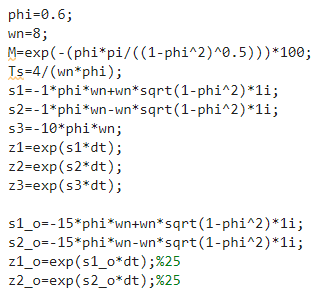 phi=0.6;
wn=8;
M=exp(-(phi*pi/((1-phi^2)^0.5)))*100;
Ts=4/(wn*phi);
s1=-1*phi*wn+wn*sqrt(1-phi^2)*1i;
s2=-1*phi*wn-wn*sqrt(1-phi^2)*1i;
s3=-10*phi*wn;
z1=exp(s1*dt);
z2=exp(s2*dt);
z3=exp(s3*dt);
s1_o=-15*phi*wn+wn*sqrt(1-phi^2)*1i;
s2_o=-15*phi*wn-wn*sqrt(1-phi^2)*1i;
z1_o=exp(s1_o*dt);%25
z2_o=exp(s2_o*dt);%25